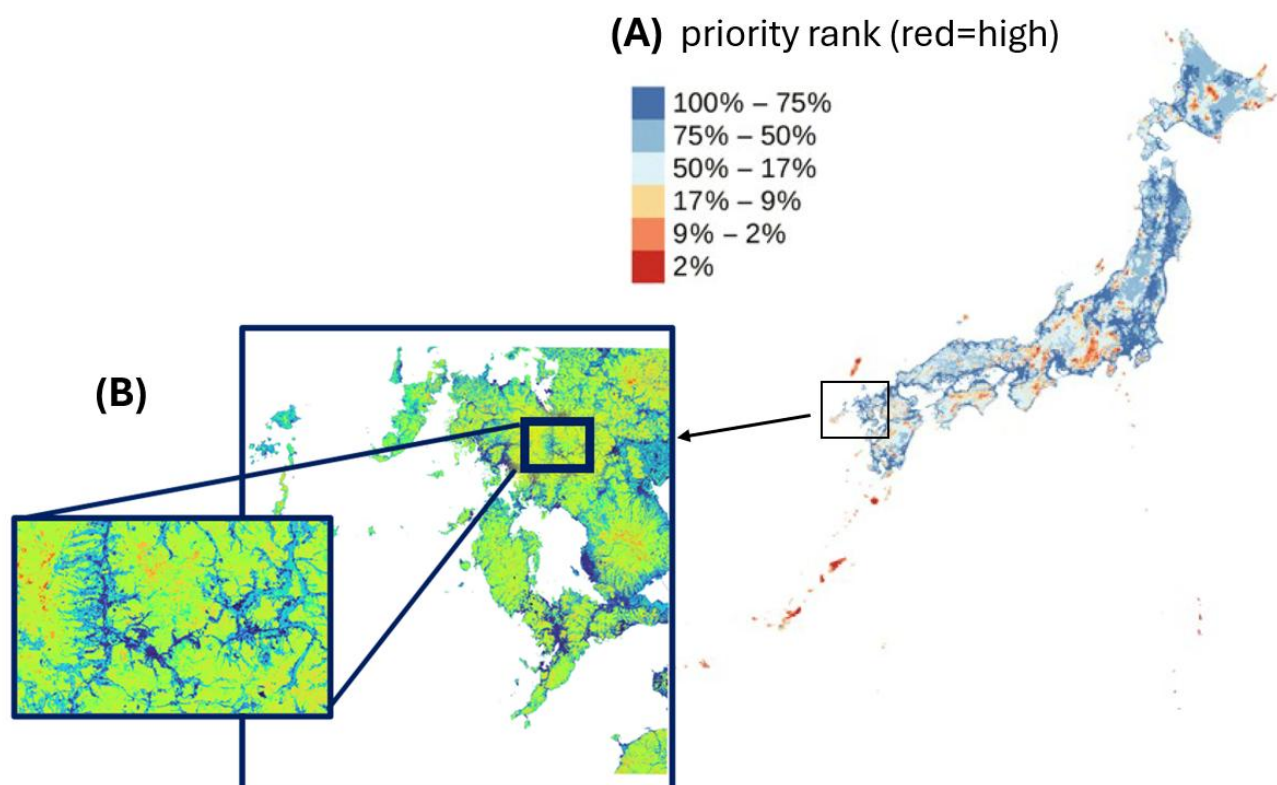 (A) priority rank (red=high)
100% – 75%
75% – 50%
50% – 17%
17% – 9%
9% – 2%
2%
(B)